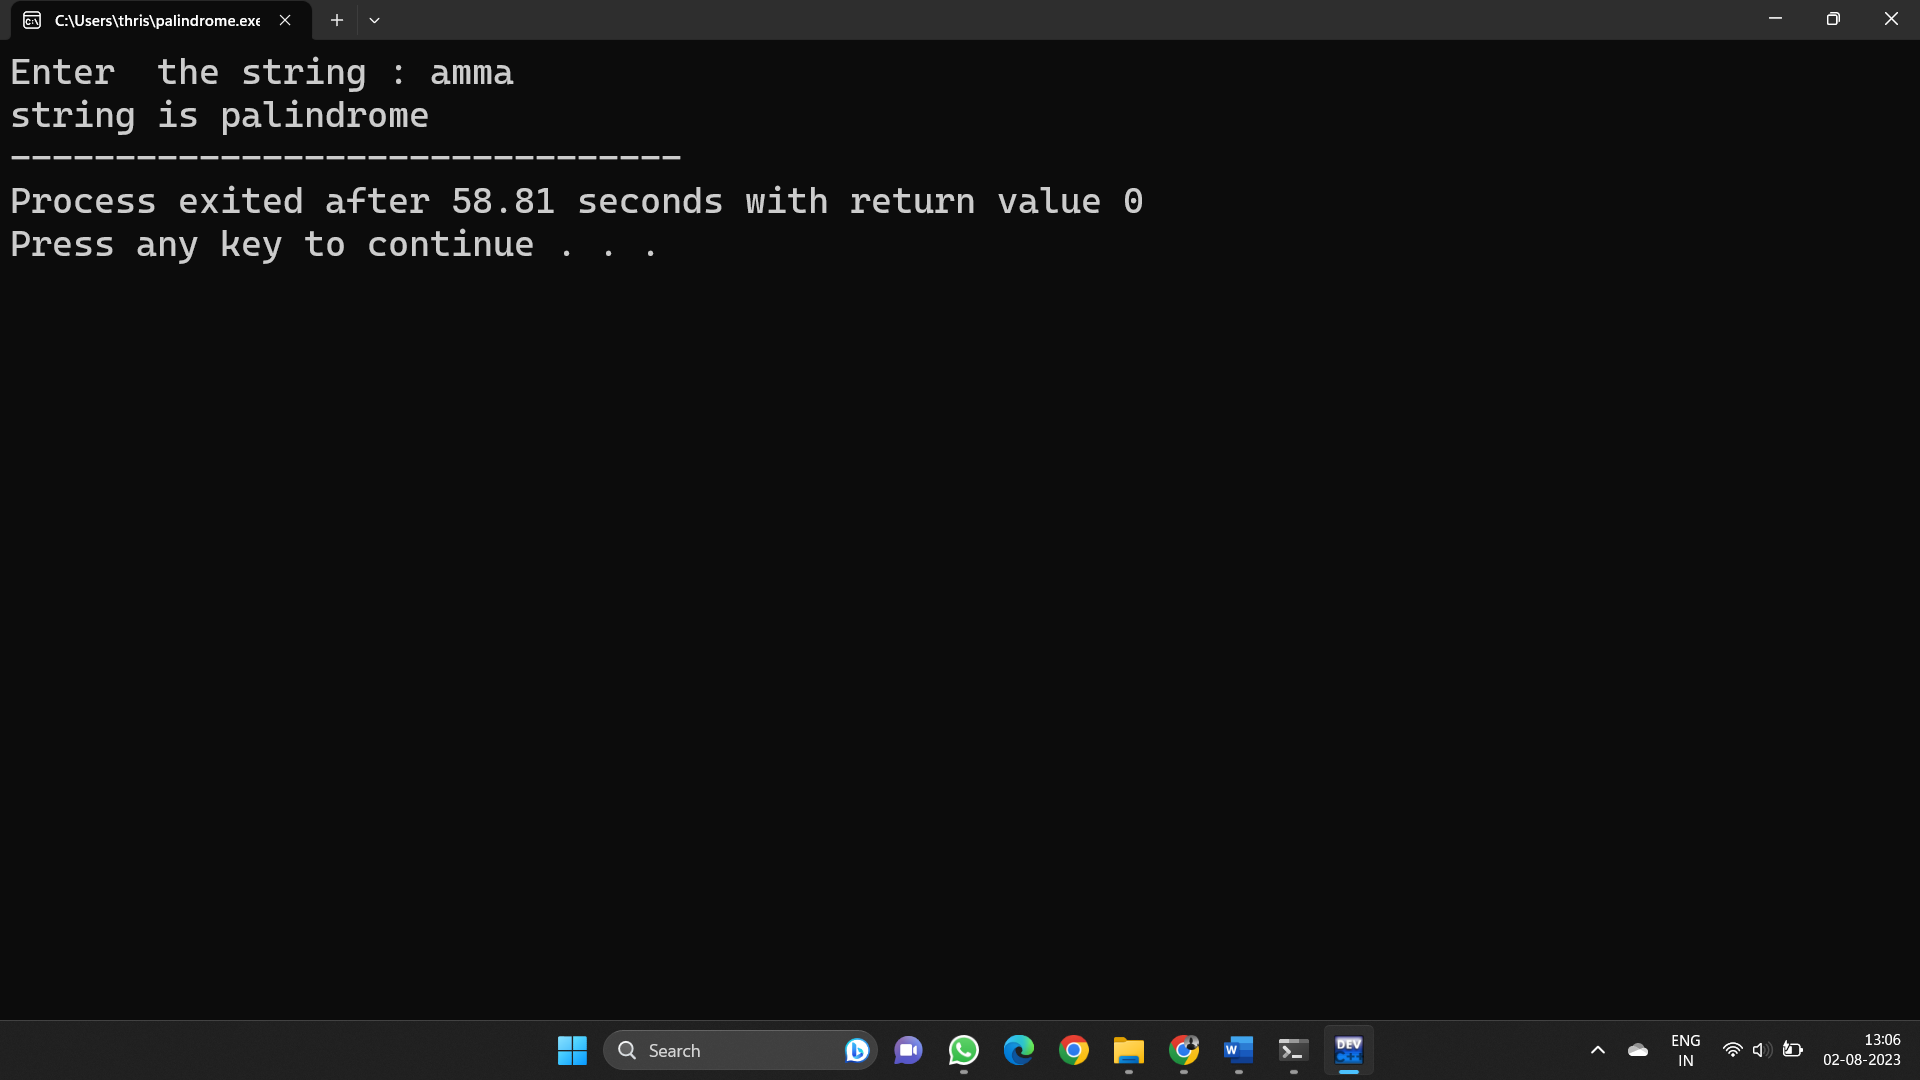 C:\Users\thris\palindrome.exe
Enter  the string : amma
string is palindrome
--------------------------------
Process exited after 58.81 seconds with return value 0
Press any key to continue . . .
Search
W
DEV
C++
ENG
IN
13:06
02-08-2023